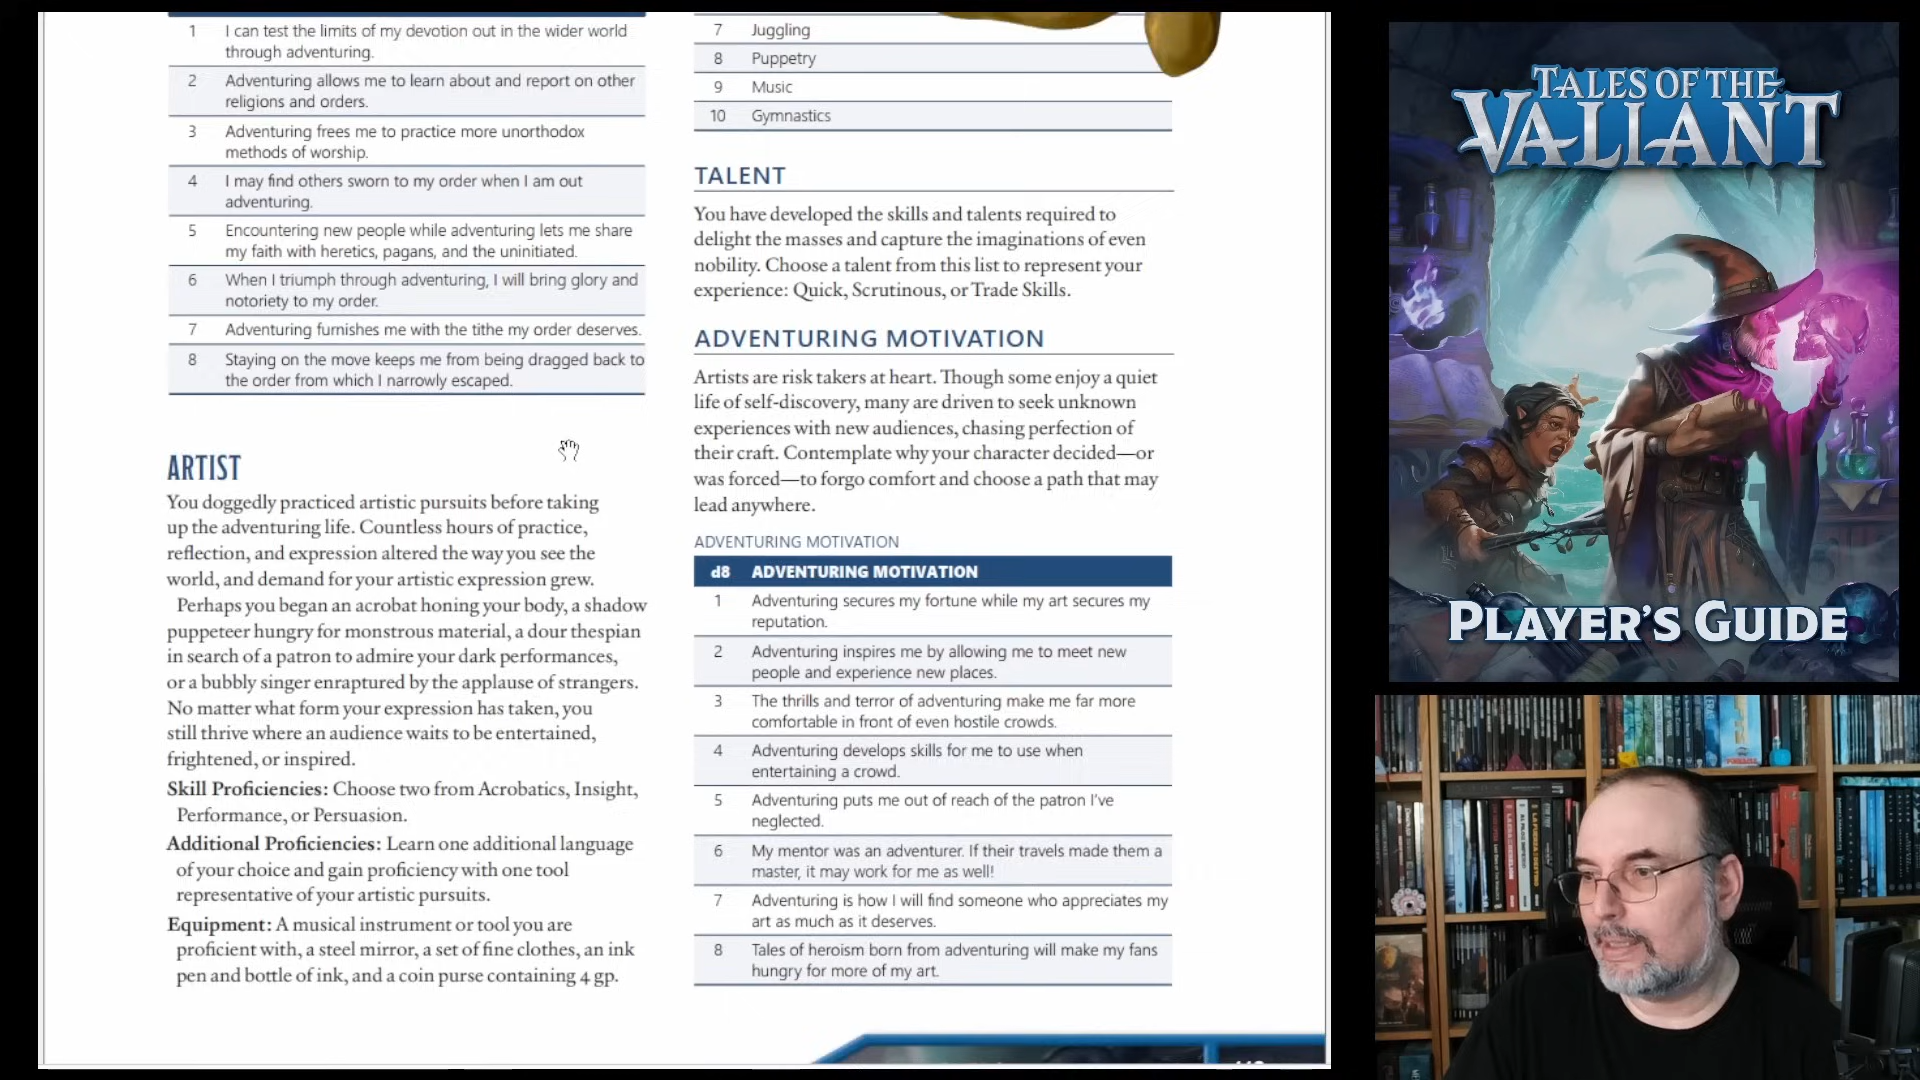 1 I can test the limits of my devotion out in the wider world
through adventuring.
2 Adventuring allows me to learn about and report on other
religions and orders.
3 Adventuring frees me to practice more unorthodox
methods of worship.
4 I may find others sworn to my order when I am out
adventuring.
5 Encountering new people while adventuring lets me share
my faith with heretics, pagans, and the uninitiated.
6 When I triumph through adventuring, I will bring glory and
notoriety to my order.
7 Adventuring furnishes me with the tithe my order deserves.
8 Staying on the move keeps me from being dragged back to
the order from which I narrowly escaped.
ARTIST
You doggedly practiced artistic pursuits before taking
up the adventuring life. Countless hours of practice,
reflection, and expression altered the way you see the
world, and demand for your artistic expression grew.
Perhaps you began an acrobat honing your body, a shadow
puppeteer hungry for monstrous material, a dour thespian
in search of a patron to admire your dark performances,
or a bubbly singer enraptured by the applause of strangers.
No matter what form your expression has taken, you
still thrive where an audience waits to be entertained,
frightened, or inspired.
Skill Proficiencies: Choose two from Acrobatics, Insight,
Performance, or Persuasion.
Additional Proficiencies: Learn one additional language
of your choice and gain proficiency with one tool
representative of your artistic pursuits.
Equipment: A musical instrument or tool you are
proficient with, a steel mirror, a set of fine clothes, an ink
pen and bottle of ink, and a coin purse containing 4 gp.
7 Juggling
8 Puppetry
9 Music
10 Gymnastics
TALENT
You have developed the skills and talents required to
delight the masses and capture the imaginations of even
nobility. Choose a talent from this list to represent your
experience: Quick, Scrutinous, or Trade Skills.
ADVENTURING MOTIVATION
Artists are risk takers at heart. Though some enjoy a quiet
life of self-discovery, many are driven to seek unknown
experiences with new audiences, chasing perfection of
their craft. Contemplate why your character decided—or
was forced—to forgo comfort and choose a path that may
lead anywhere.
ADVENTURING MOTIVATION
d8 ADVENTURING MOTIVATION
1 Adventuring secures my fortune while my art secures my
reputation.
2 Adventuring inspires me by allowing me to meet new
people and experience new places.
3 The thrills and terror of adventuring make me far more
comfortable in front of even hostile crowds.
4 Adventuring develops skills for me to use when
entertaining a crowd.
5 Adventuring puts me out of reach of the patron I've
neglected.
6 My mentor was an adventurer. If their travels made them a
master, it may work for me as well!
7 Adventuring is how I will find someone who appreciates my
art as much as it deserves.
8 Tales of heroism born from adventuring will make my fans
hungry for more of my art.
TALES OF THE
VALIANT
PLAYER'S GUIDE